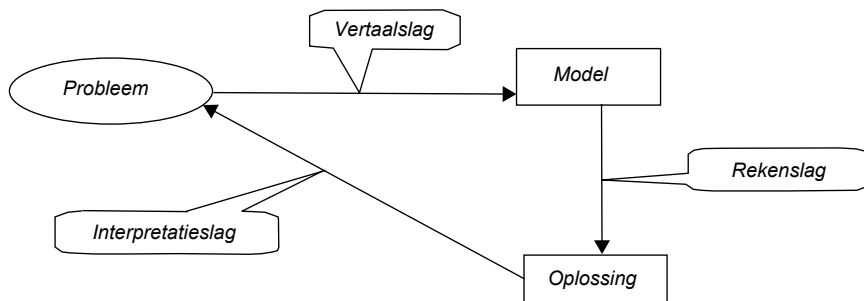 Vertaalslag
Probleem
Model
Rekenslag
Interpretatieslag
Oplossing